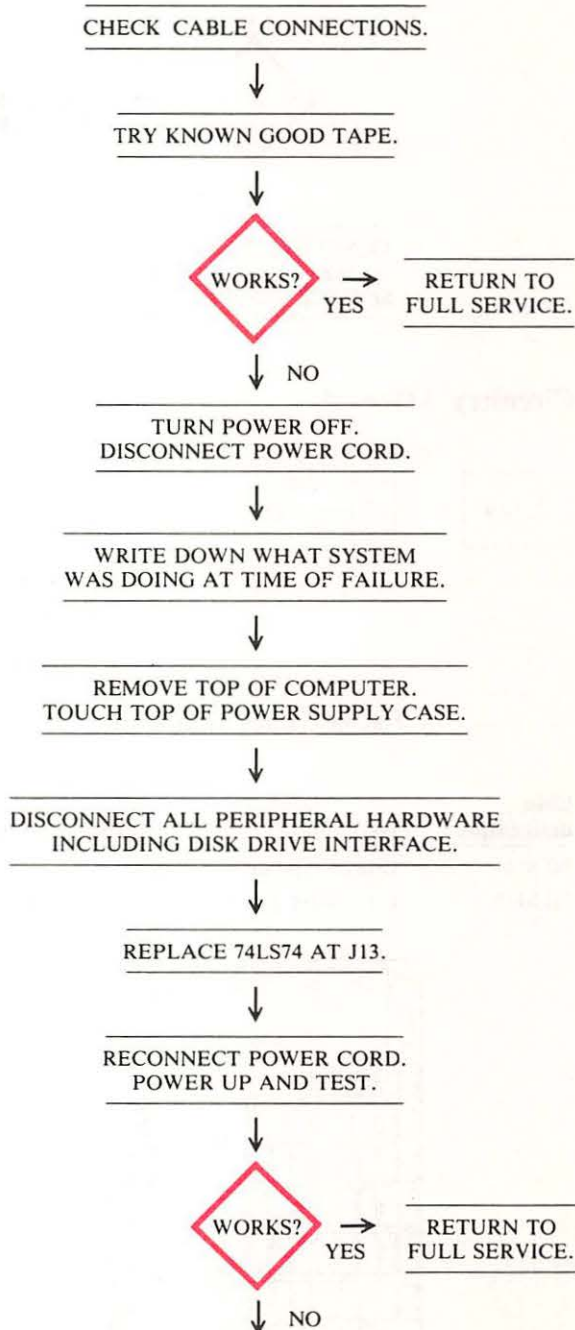 CHECK CABLE CONNECTIONS.
TRY KNOWN GOOD TAPE.
WORKS?
YES
RETURN TO
FULL SERVICE.
NO
TURN POWER OFF.
DISCONNECT POWER CORD.
WRITE DOWN WHAT SYSTEM
WAS DOING AT TIME OF FAILURE.
REMOVE TOP OF COMPUTER.
TOUCH TOP OF POWER SUPPLY CASE.
DISCONNECT ALL PERIPHERAL HARDWARE
INCLUDING DISK DRIVE INTERFACE.
REPLACE 74LS74 AT J13.
RECONNECT POWER CORD.
POWER UP AND TEST.
WORKS?
YES
RETURN TO
FULL SERVICE.
NO